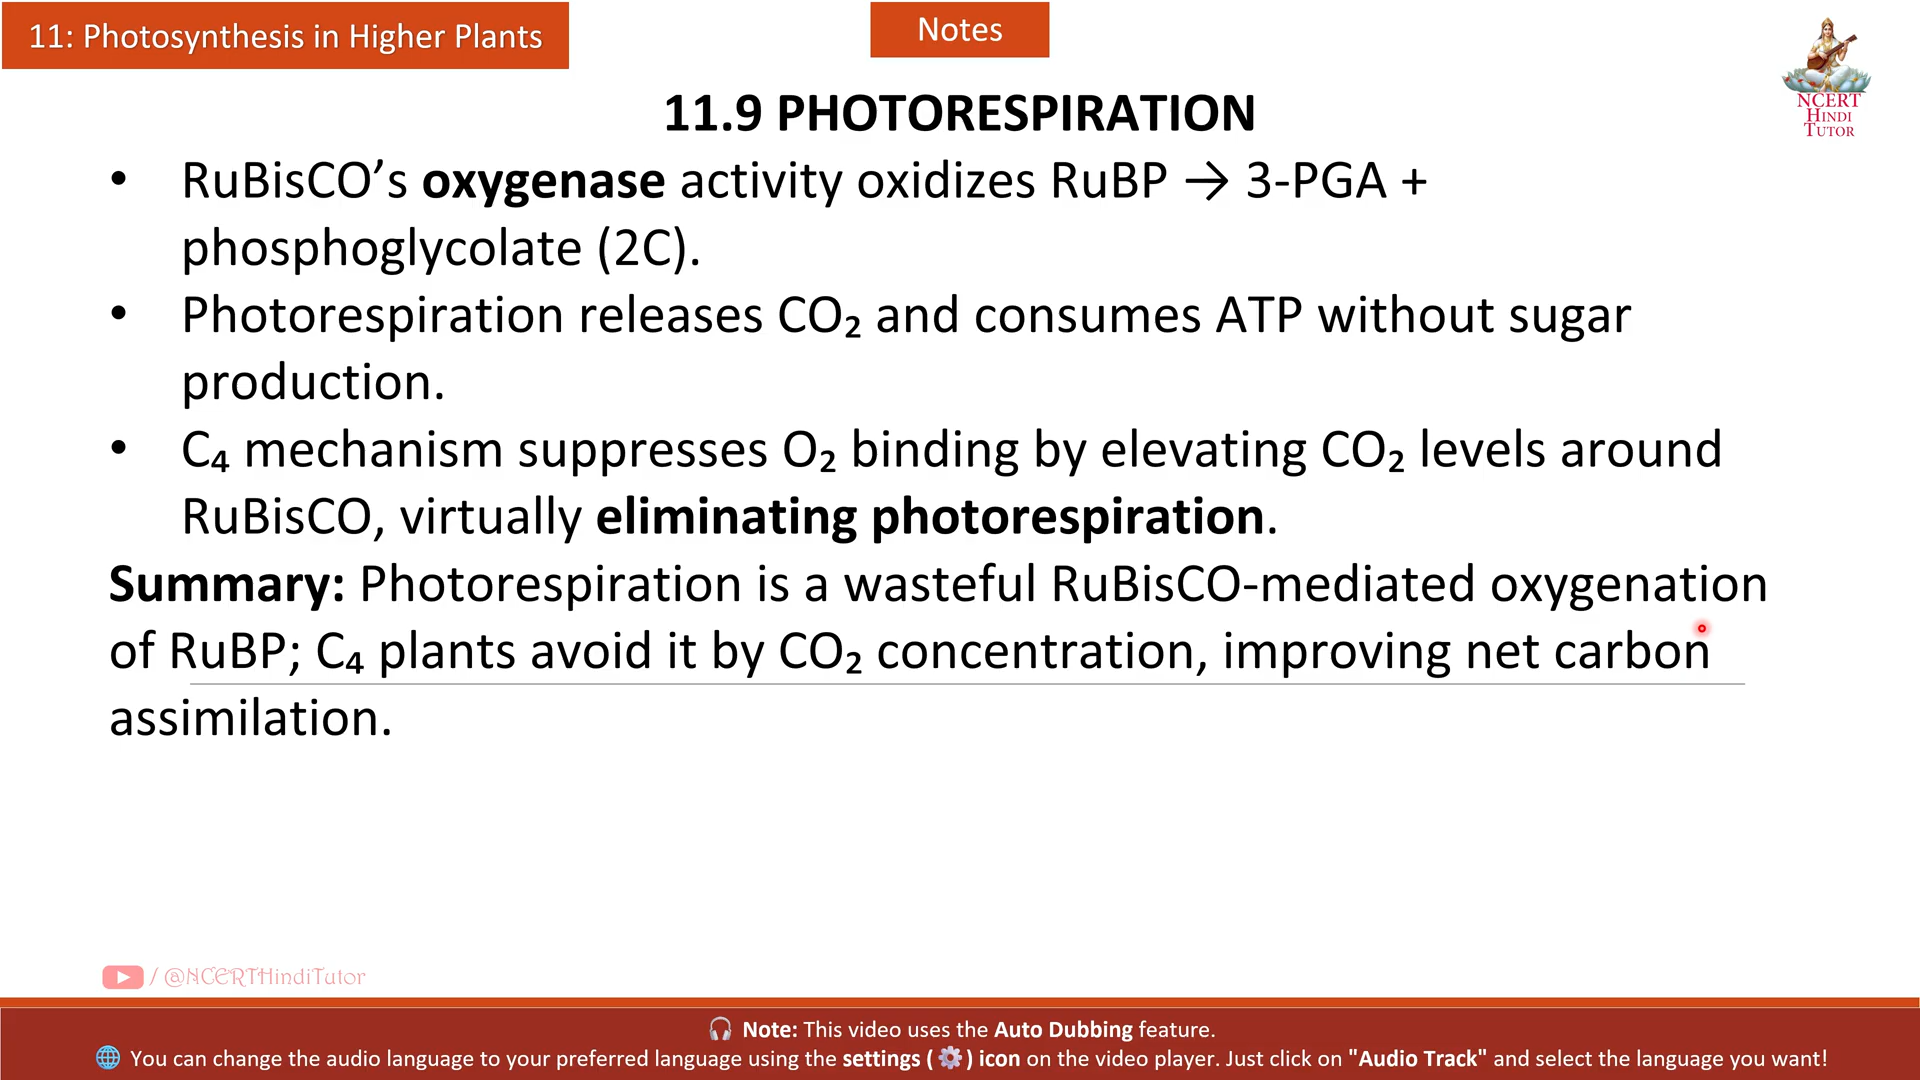 11: Photosynthesis in Higher Plants
Notes
NCERT
HINDI
TUTOR
11.9 PHOTORESPIRATION
• RuBisCO’s oxygenase activity oxidizes RuBP → 3-PGA +
phosphoglycolate (2C).
• Photorespiration releases CO₂ and consumes ATP without sugar
production.
• C₄ mechanism suppresses O₂ binding by elevating CO₂ levels around
RuBisCO, virtually eliminating photorespiration.
Summary: Photorespiration is a wasteful RuBisCO-mediated oxygenation
of RuBP; C₄ plants avoid it by CO₂ concentration, improving net carbon
assimilation.
/ @NCERTHindiTutor
🎧 Note: This video uses the Auto Dubbing feature.
🌐 You can change the audio language to your preferred language using the settings ( ⚙️ ) icon on the video player. Just click on "Audio Track" and select the language you want!